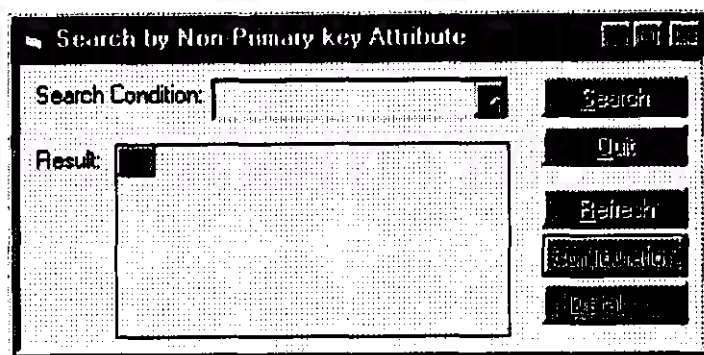 Search by Non-Primary key Attribute
Search Condition:
Search
Quit
Result:
Refresh